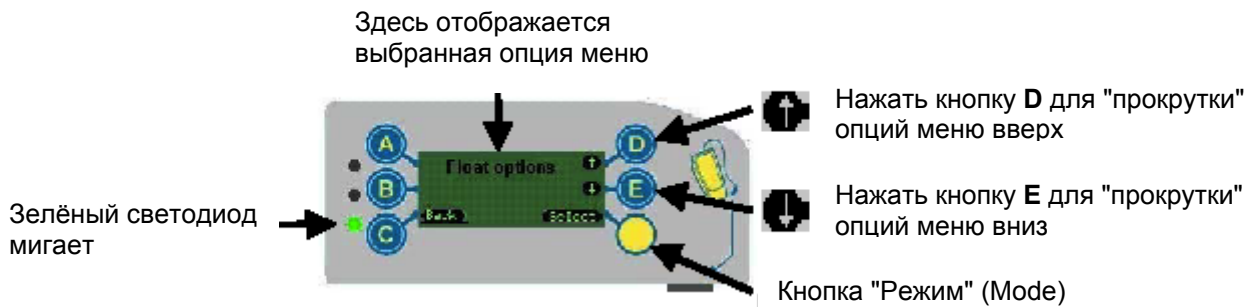 Здесь отображается
выбранная опция меню
Нажать кнопку D для "прокрутки"
опций меню вверх
A
D
Float options
B
E
Нажать кнопку E для "прокрутки"
опций меню вниз
Зелёный светодиод
мигает
Back
Select
C
Кнопка "Режим" (Mode)